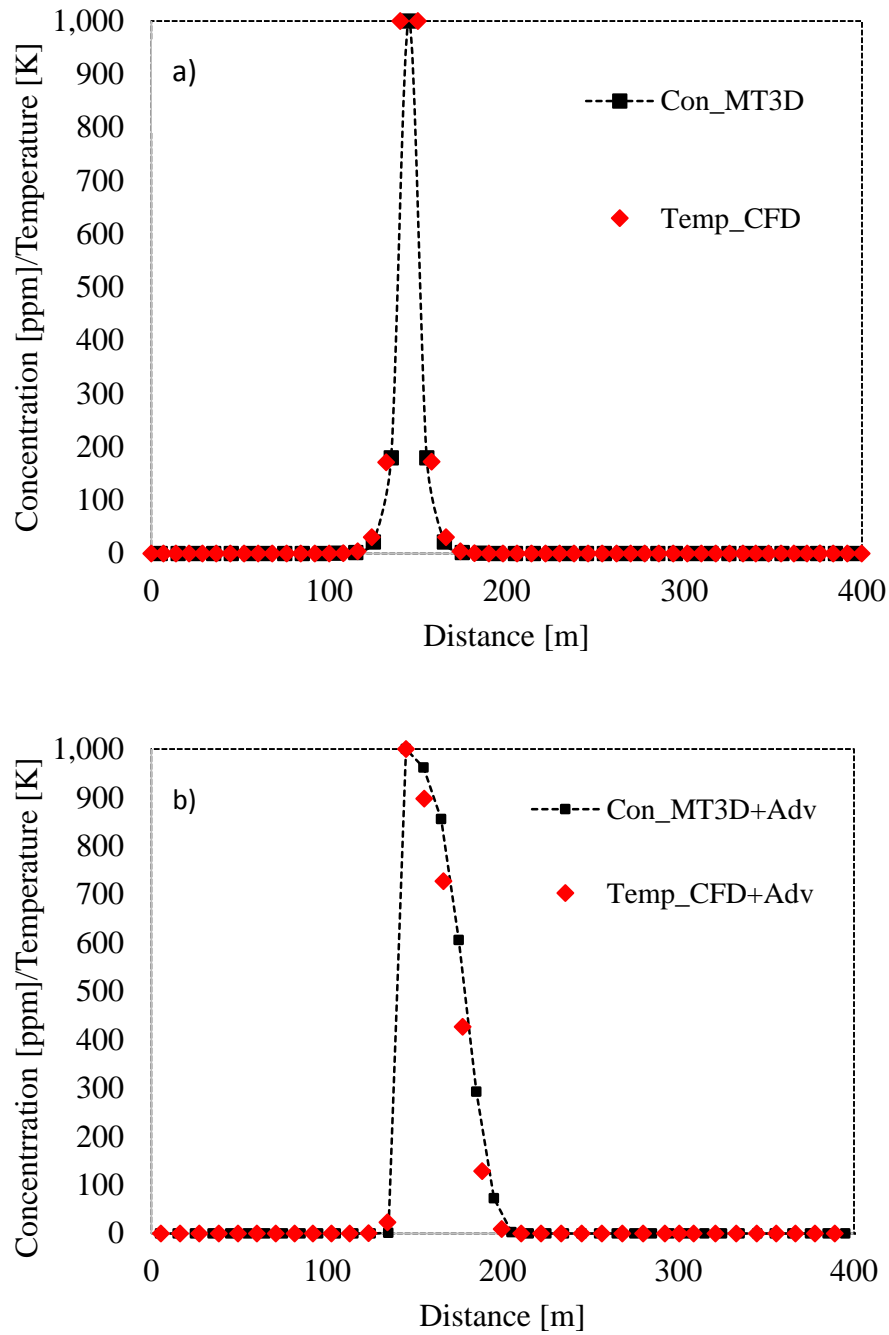 Concentration [ppm]/Temperature [K]
1,000
900
800
700
600
500
400
300
200
100
0
a)
Con_MT3D
Temp_CFD
0 100 200 300 400
Distance [m]
Concentrration [ppm]/Temperature [K]
1,000
900
800
700
600
500
400
300
200
100
0
b)
Con_MT3D+Adv
Temp_CFD+Adv
0 100 200 300 400
Distance [m]